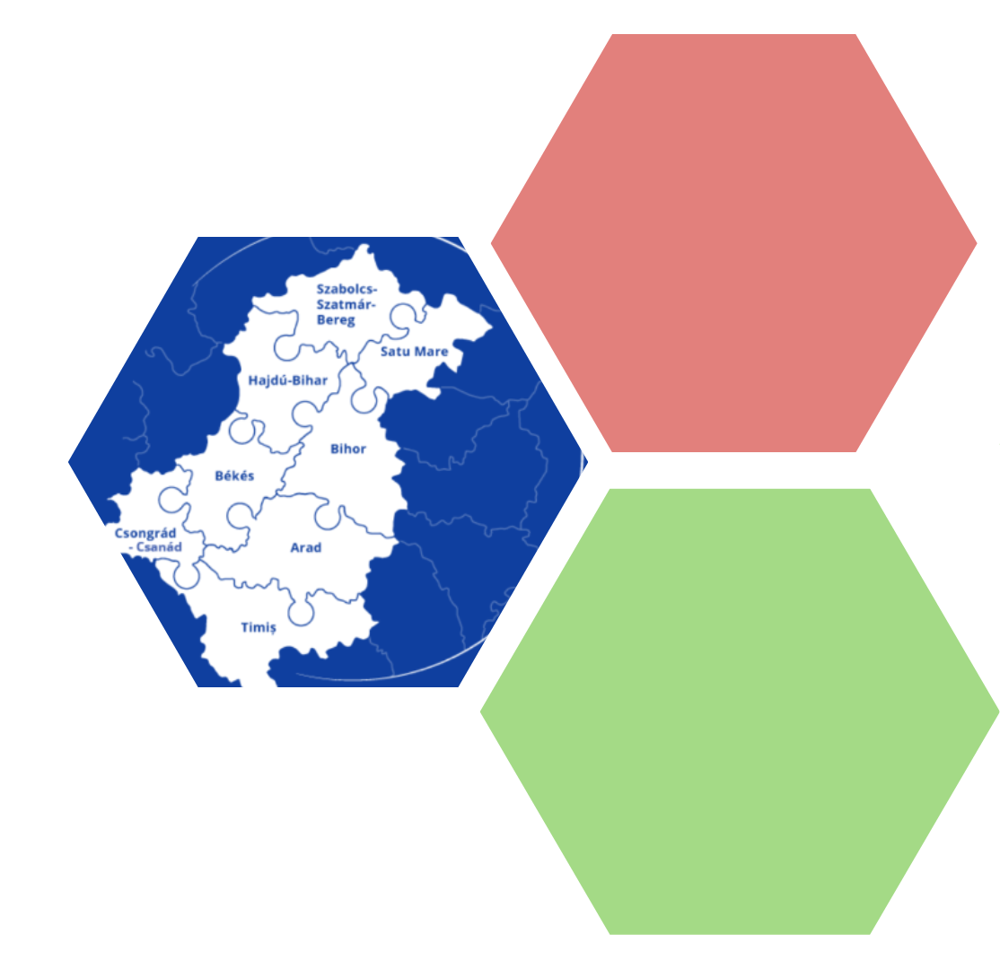 Szabolcs-
Szatmár-
Bereg
Satu Mare
Hajdú-Bihar
Bihor
Békés
Csongrád
- Csanád
Arad
Timiș